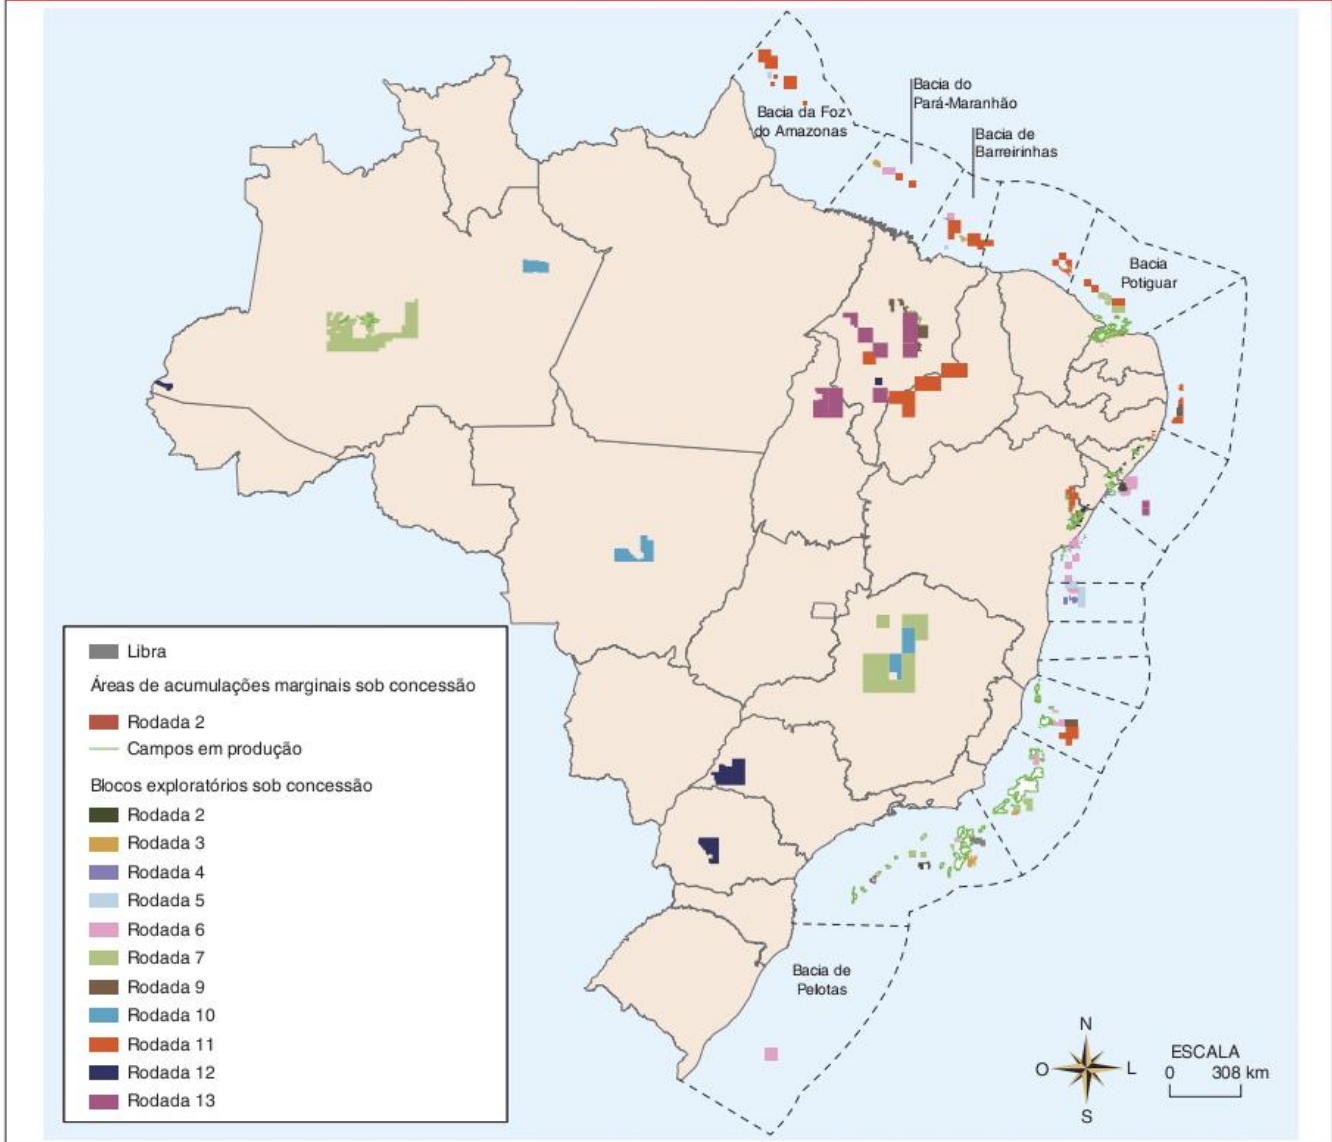 Bacia do
Pará-Maranhão
Bacia da Foz
do Amazonas
Bacia de
Barreirinhas
Bacia
Potiguar
Libra
Áreas de acumulações marginais sob concessão
Rodada 2
Campos em produção
Blocos exploratórios sob concessão
Rodada 2
Rodada 3
Rodada 4
Rodada 5
Rodada 6
Rodada 7
Rodada 9
Rodada 10
Rodada 11
Rodada 12
Rodada 13
Bacia de
Pelotas
N
O
L
S
ESCALA
0 308 km